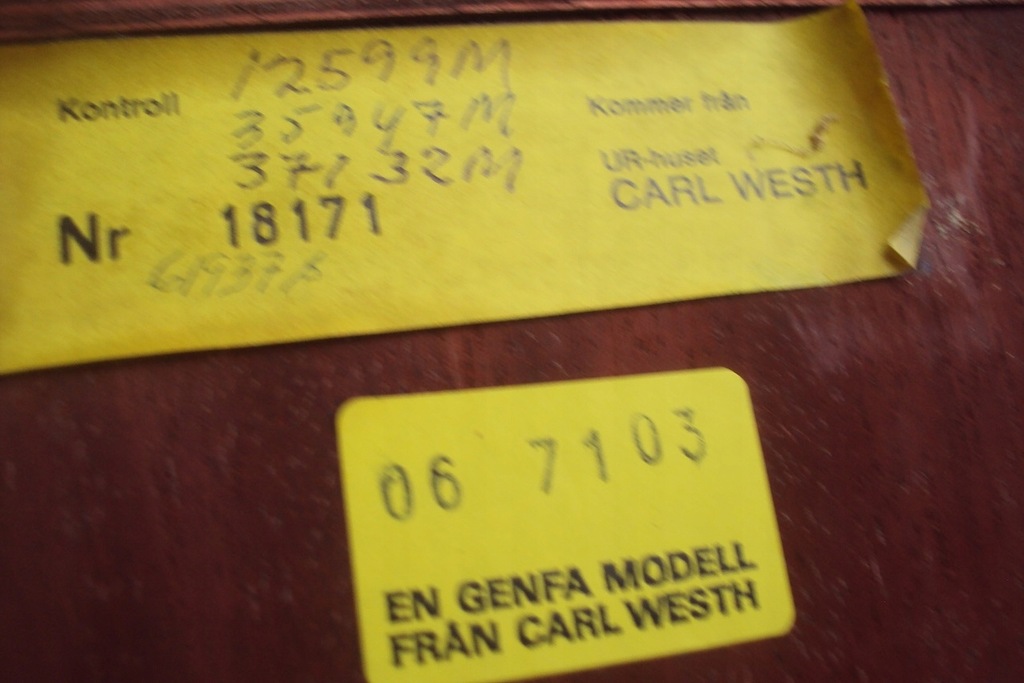 12599M
Kontroll
35947M
37132M
Nr 18171
Kommer från
UR-huset
CARL WESTH
06 7103
EN GENFA MODELL
FRÅN CARL WESTH